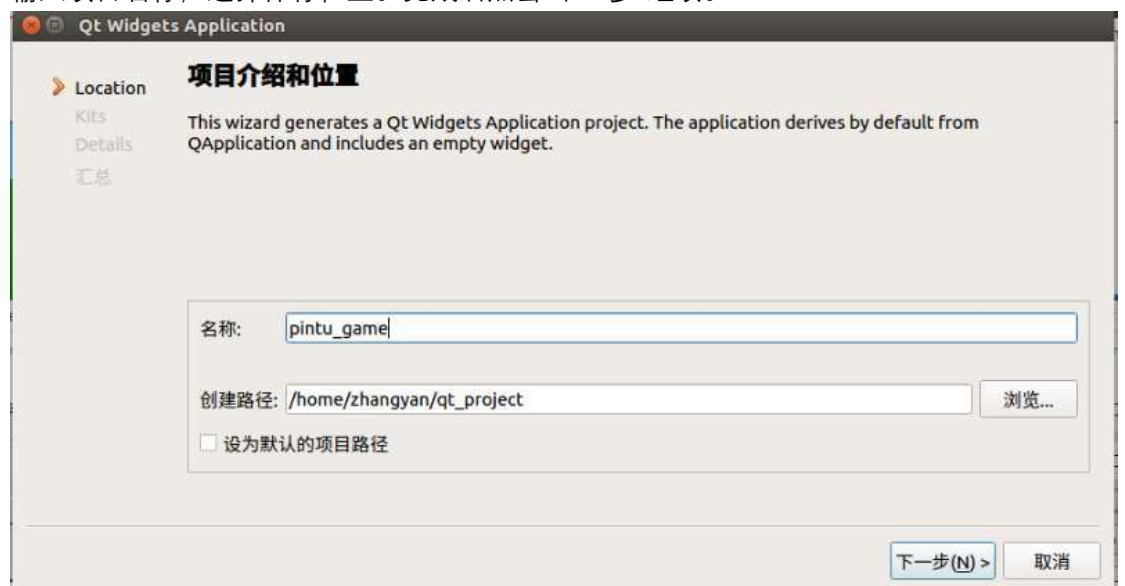 Qt Widgets Application
Location
Kits
Details
汇总
项目介绍和位置
This wizard generates a Qt Widgets Application project. The application derives by default from
QApplication and includes an empty widget.
名称: pintu_game
创建路径: /home/zhangyan/qt_project 浏览...
设为默认的项目路径
下一步(N) > 取消